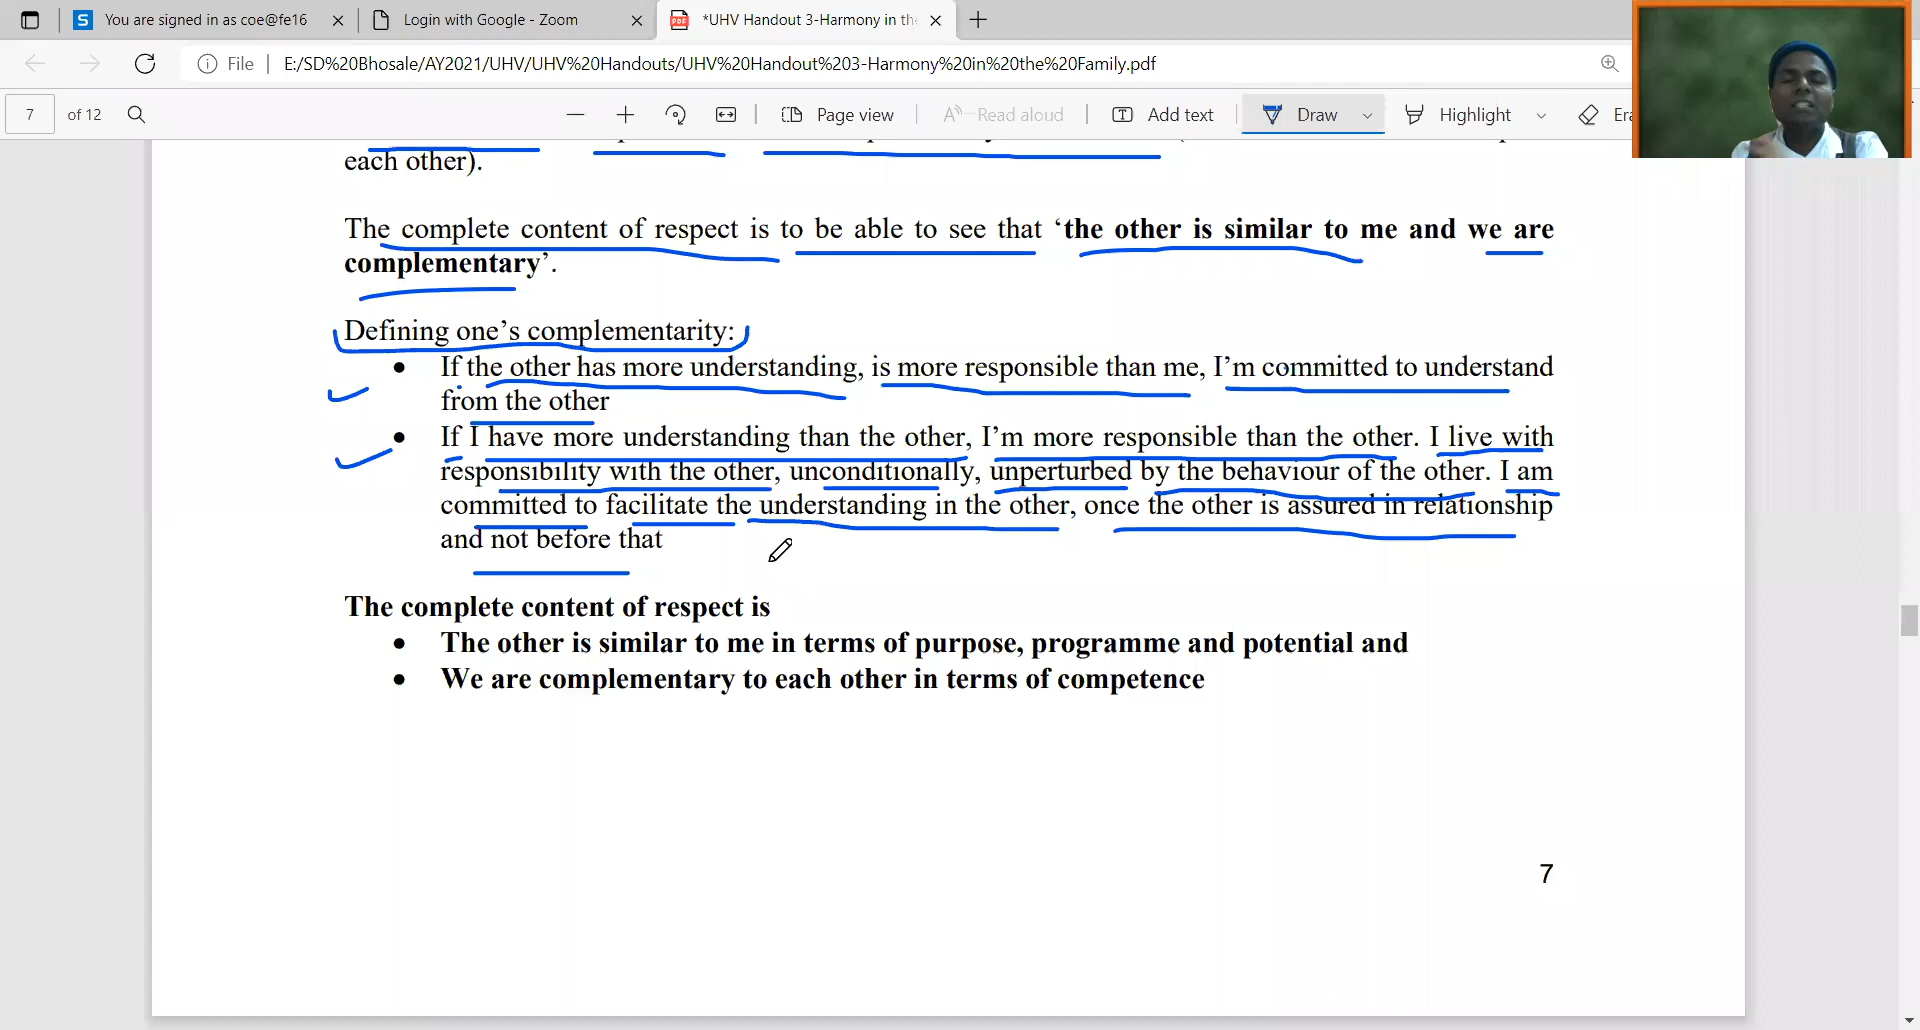 You are signed in as coe@fe16
Login with Google - Zoom
*UHV Handout 3-Harmony in the
File
E:/SD%20Bhosale/AY2021/UHV/UHV%20Handouts/UHV%20Handout%203-Harmony%20in%20the%20Family.pdf
7 of 12
Page view
Read aloud
Add text
Draw
Highlight
each other).
The complete content of respect is to be able to see that ‘the other is similar to me and we are
complementary’.
Defining one’s complementarity:
• If the other has more understanding, is more responsible than me, I’m committed to understand
from the other
• If I have more understanding than the other, I’m more responsible than the other. I live with
responsibility with the other, unconditionally, unperturbed by the behaviour of the other. I am
committed to facilitate the understanding in the other, once the other is assured in relationship
and not before that
The complete content of respect is
• The other is similar to me in terms of purpose, programme and potential and
• We are complementary to each other in terms of competence
7